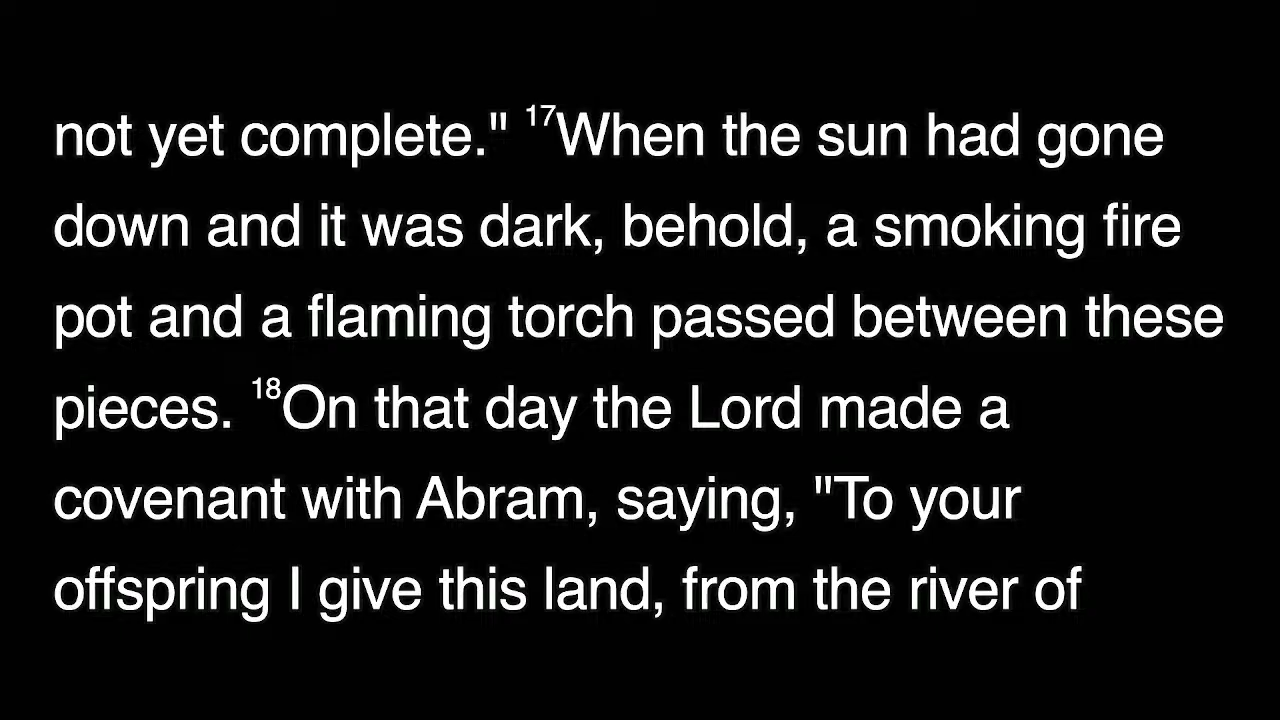 not yet complete." 17When the sun had gone
down and it was dark, behold, a smoking fire
pot and a flaming torch passed between these
pieces. 18On that day the Lord made a
covenant with Abram, saying, "To your
offspring I give this land, from the river of